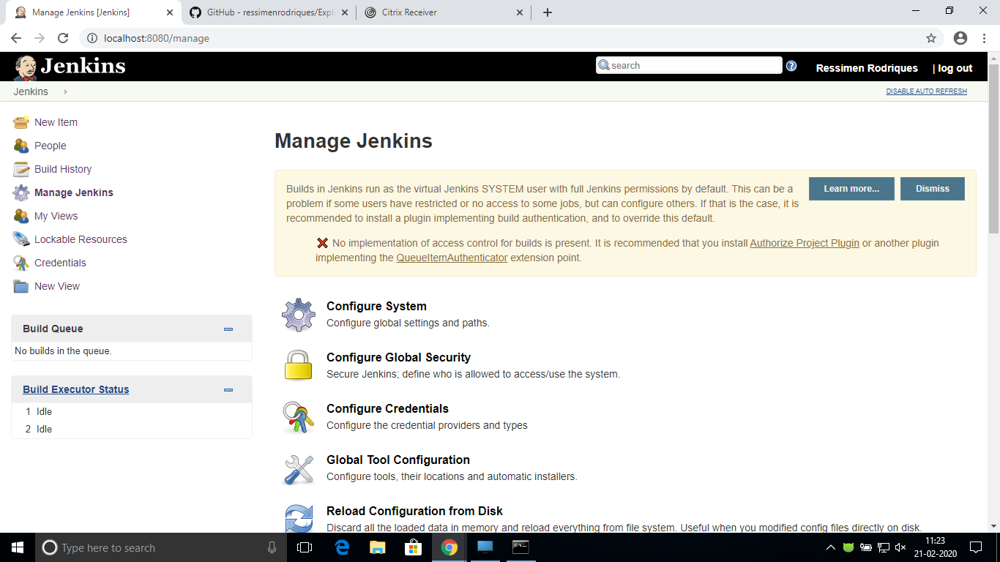 Manage Jenkins [Jenkins]
GitHub - ressimenrodriques/Expl
Citrix Receiver
localhost:8080/manage
Jenkins
search
Ressimen Rodriques
| log out
Jenkins
DISABLE AUTO REFRESH
New Item
People
Build History
Manage Jenkins
My Views
Lockable Resources
Credentials
New View
Build Queue
No builds in the queue.
Build Executor Status
1 Idle
2 Idle
Manage Jenkins
Builds in Jenkins run as the virtual Jenkins SYSTEM user with full Jenkins permissions by default. This can be a
problem if some users have restricted or no access to some jobs, but can configure others. If that is the case, it is
recommended to install a plugin implementing build authentication, and to override this default.
Learn more...
Dismiss
No implementation of access control for builds is present. It is recommended that you install Authorize Project Plugin or another plugin
implementing the QueueItemAuthenticator extension point.
Configure System
Configure global settings and paths.
Configure Global Security
Secure Jenkins; define who is allowed to access/use the system.
Configure Credentials
Configure the credential providers and types
Global Tool Configuration
Configure tools, their locations and automatic installers.
Reload Configuration from Disk
Discard all the loaded data in memory and reload everything from file system. Useful when you modified config files directly on disk.
Type here to search
11:23
21-02-2020